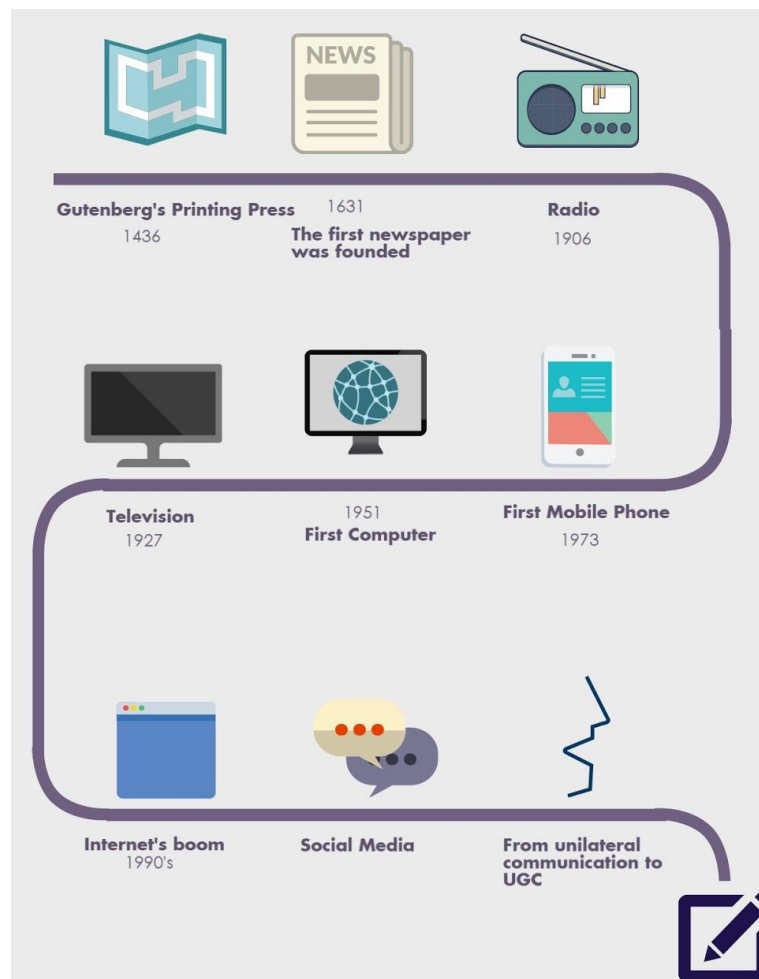 NEWS
Gutenberg's Printing Press
1436
1631
The first newspaper
was founded
Radio
1906
Television
1927
1951
First Computer
First Mobile Phone
1973
Internet's boom
1990's
Social Media
From unilateral
communication to
UGC